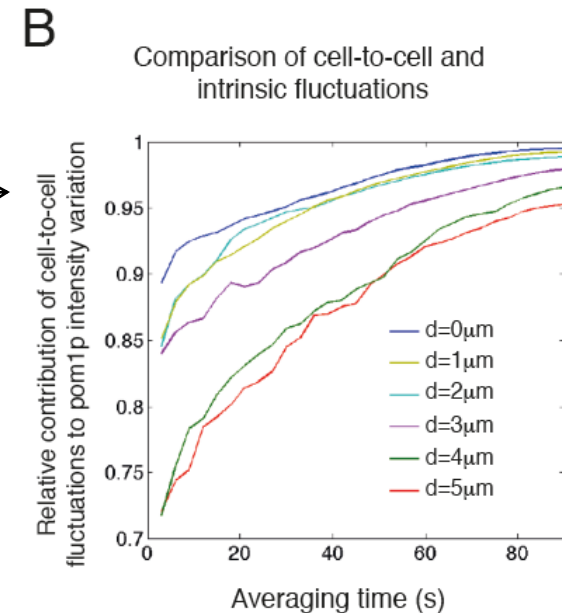 B
Comparison of cell-to-cell and
intrinsic fluctuations
Relative contribution of cell-to-cell
fluctuations to pom1p intensity variation
1
0.95
0.9
0.85
0.8
0.75
0.7
d=0μm
d=1μm
d=2μm
d=3μm
d=4μm
d=5μm
0
20
40
60
80
Averaging time (s)